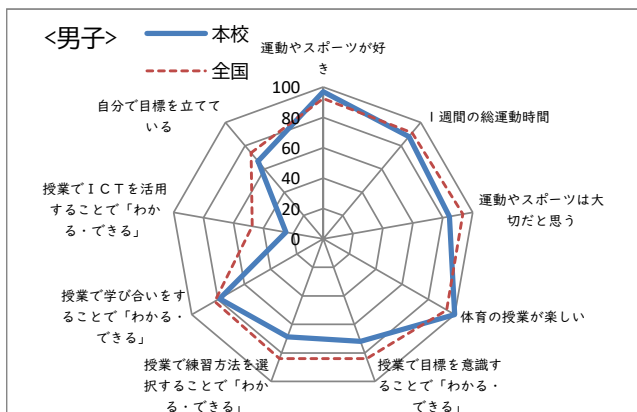 <男子>
本校
全国
運動やスポーツが好
き
１週間の総運動時間
運動やスポーツは大
切だと思う
体育の授業が楽しい
授業で目標を意識す
ることで「わかる・
できる」
授業で練習方法を選
択することで「わか
る・できる」
授業で学び合いをす
ることで「わかる・
できる」
授業でＩＣＴを活用
することで「わか
る・できる」
自分で目標を立てて
いる
100
80
60
40
20
0